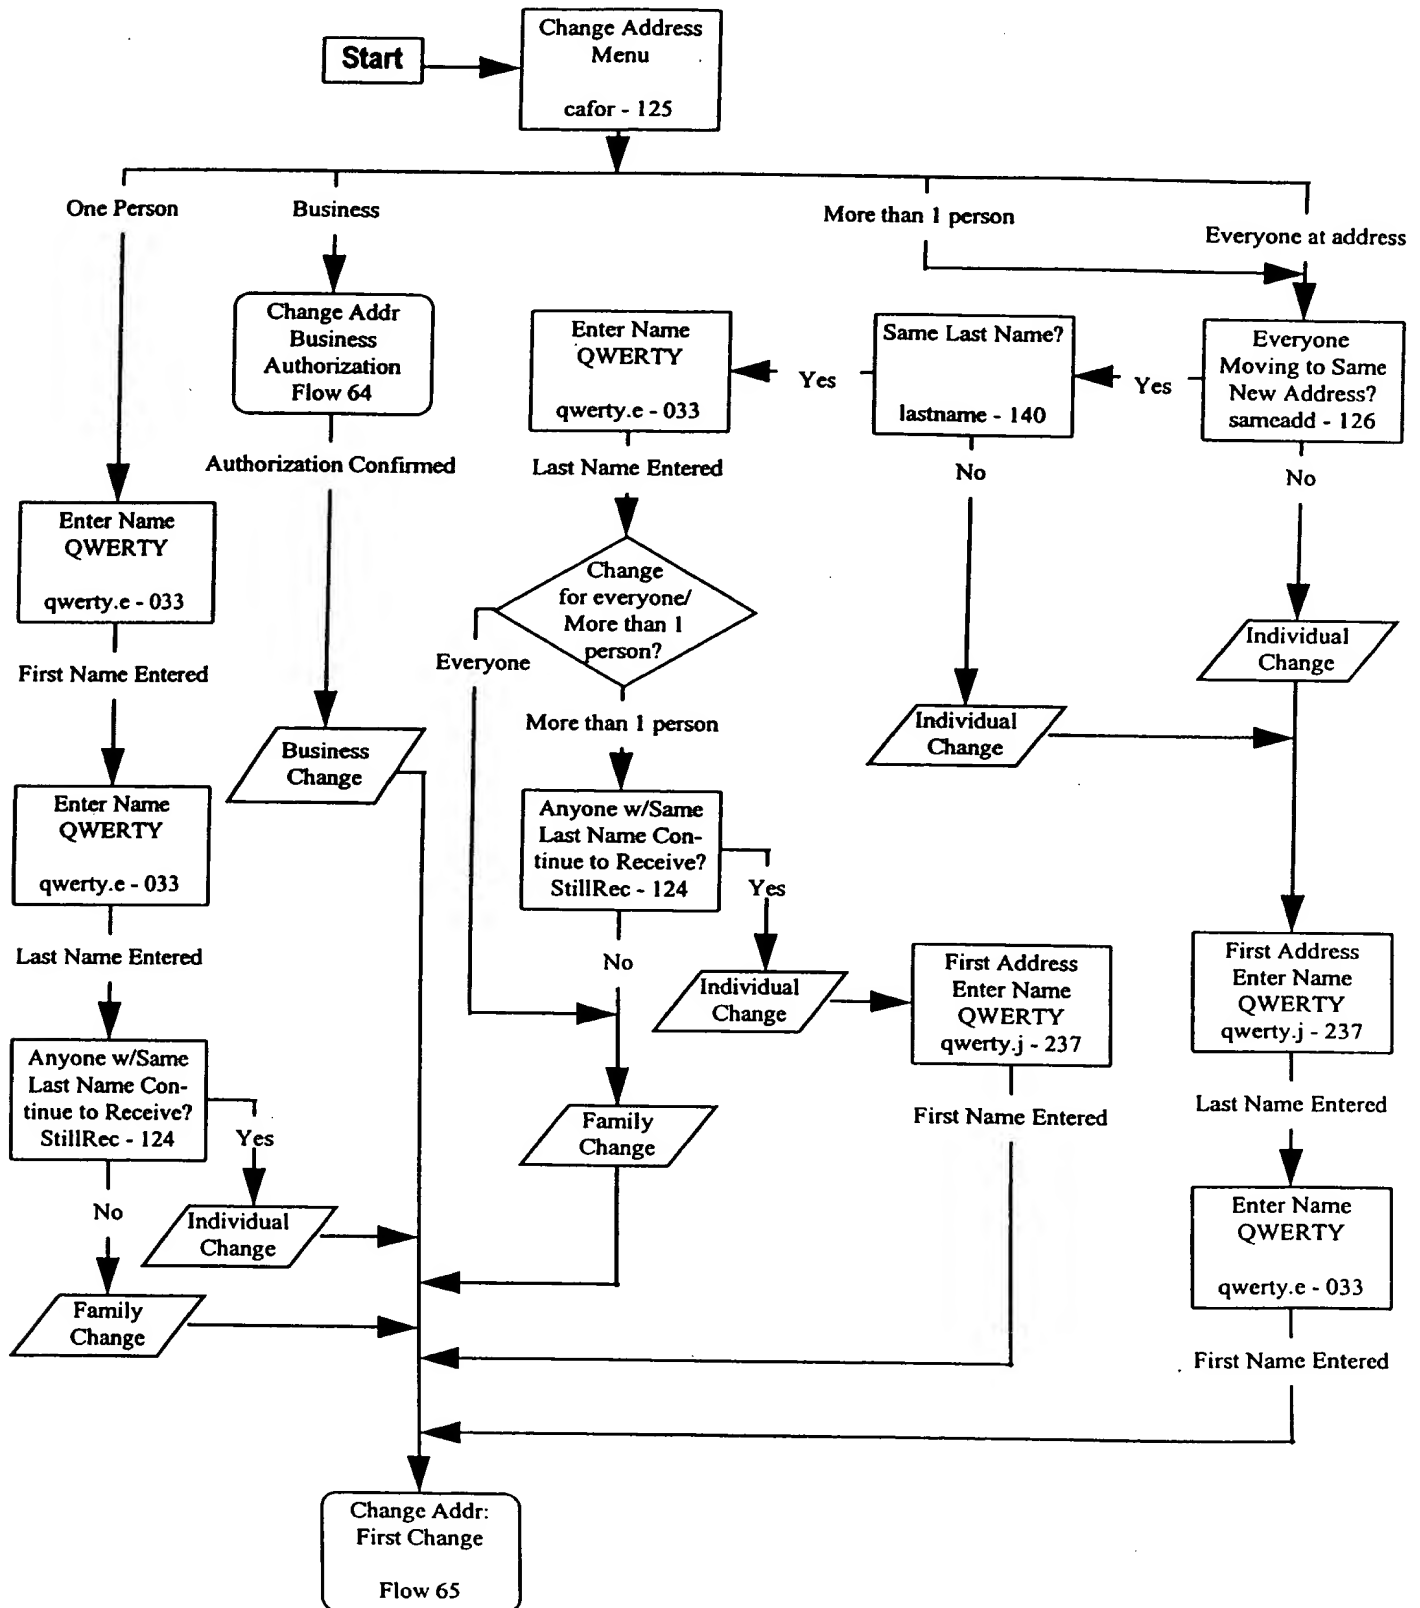 Start
Change Address
Menu
cafor - 125
One Person
Business
More than 1 person
Everyone at address
Change Addr
Business
Authorization
Flow 64
Enter Name
QWERTY
qwerty.e - 033
Yes
Same Last Name?
lastname - 140
Yes
Everyone
Moving to Same
New Address?
sameadd - 126
Authorization Confirmed
Last Name Entered
No
No
Enter Name
QWERTY
qwerty.e - 033
Change
for everyone/
More than 1
person?
Everyone
Individual
Change
First Name Entered
More than 1 person
Individual
Change
Business
Change
Enter Name
QWERTY
qwerty.e - 033
Anyone w/Same
Last Name Con-
tinue to Receive?
StillRec - 124
Yes
Last Name Entered
No
Individual
Change
First Address
Enter Name
QWERTY
qwerty.j - 237
First Address
Enter Name
QWERTY
qwerty.j - 237
Anyone w/Same
Last Name Con-
tinue to Receive?
StillRec - 124
Yes
Family
Change
First Name Entered
Last Name Entered
No
Individual
Change
Enter Name
QWERTY
qwerty.e - 033
Family
Change
First Name Entered
Change Addr:
First Change
Flow 65